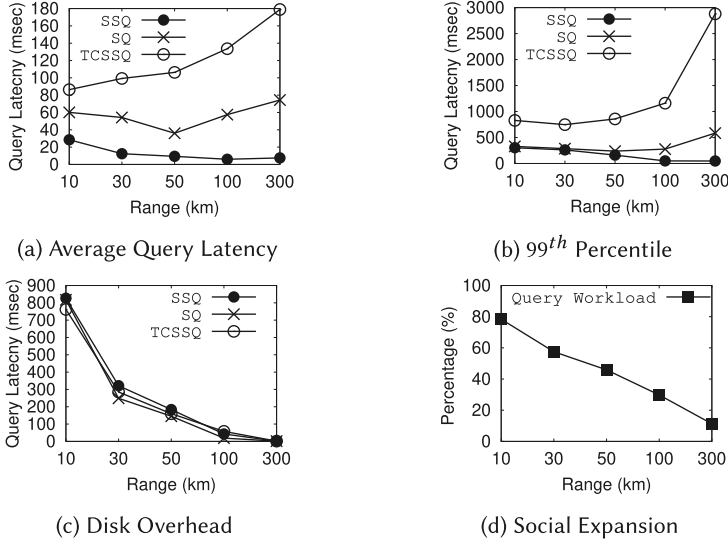 180
160
140
120
100
80
60
40
20
0
Query Latecny (msec)
SSQ
SQ
TCSSQ
10 30 50 100 300
Range (km)
(a) Average Query Latency
3000
2500
2000
1500
1000
500
0
Query Latecny (msec)
SSQ
SQ
TCSSQ
10 30 50 100 300
Range (km)
(b) 99th Percentile
900
800
700
600
500
400
300
200
100
0
Query Latecny (msec)
SSQ
SQ
TCSSQ
10 30 50 100 300
Range (km)
(c) Disk Overhead
100
80
60
40
20
0
Percentage (%)
Query Workload
10 30 50 100 300
Range (km)
(d) Social Expansion